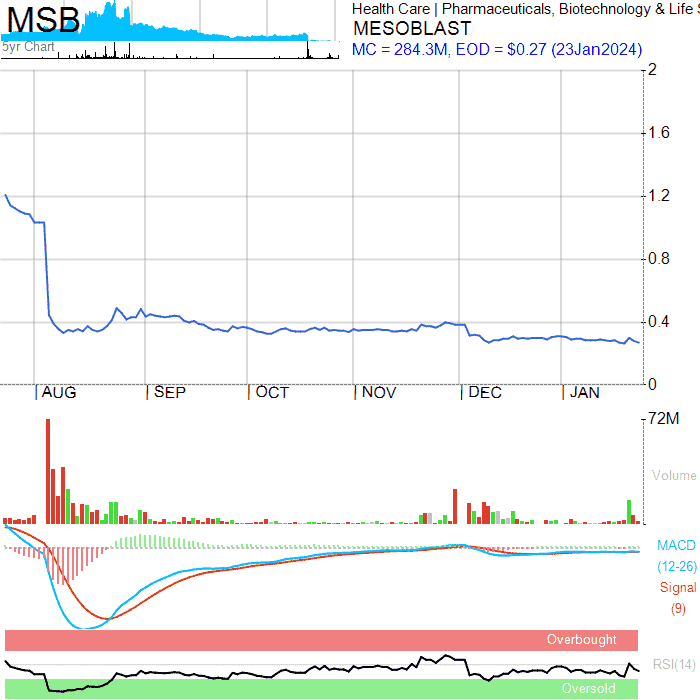 MSB
5yr Chart
Health Care | Pharmaceuticals, Biotechnology & Life
MESOBLAST
MC = 284.3M, EOD = $0.27 (23Jan2024)
2
1.6
1.2
0.8
0.4
0
AUG SEP OCT NOV DEC JAN
72M
Volume
MACD
(12-26)
Signal
(9)
Overbought
RSI(14)
Oversold